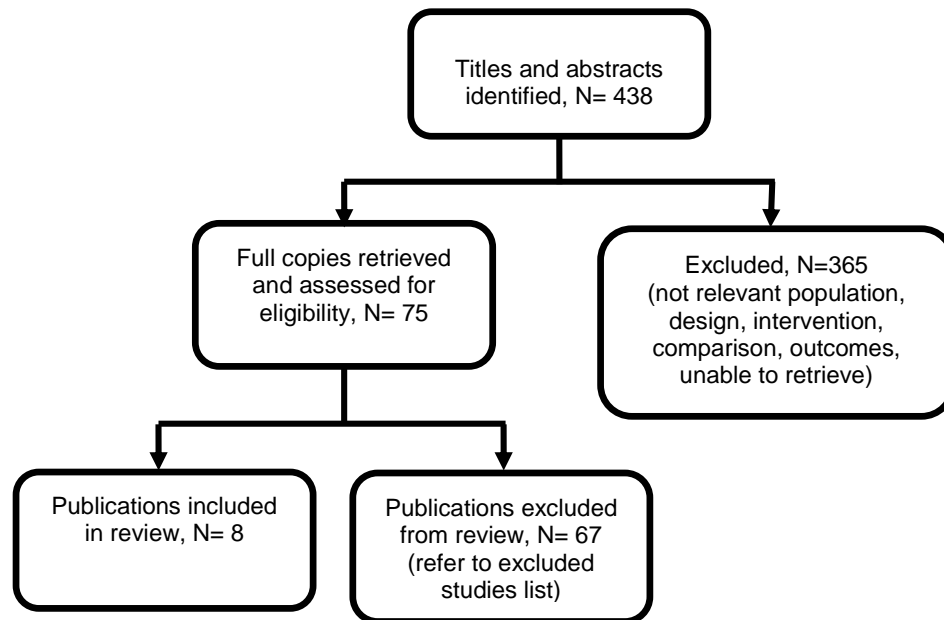 Titles and abstracts
identified, N= 438
Full copies retrieved
and assessed for
eligibility, N= 75
Excluded, N=365
(not relevant population,
design, intervention,
comparison, outcomes,
unable to retrieve)
Publications included
in review, N= 8
Publications excluded
from review, N= 67
(refer to excluded
studies list)